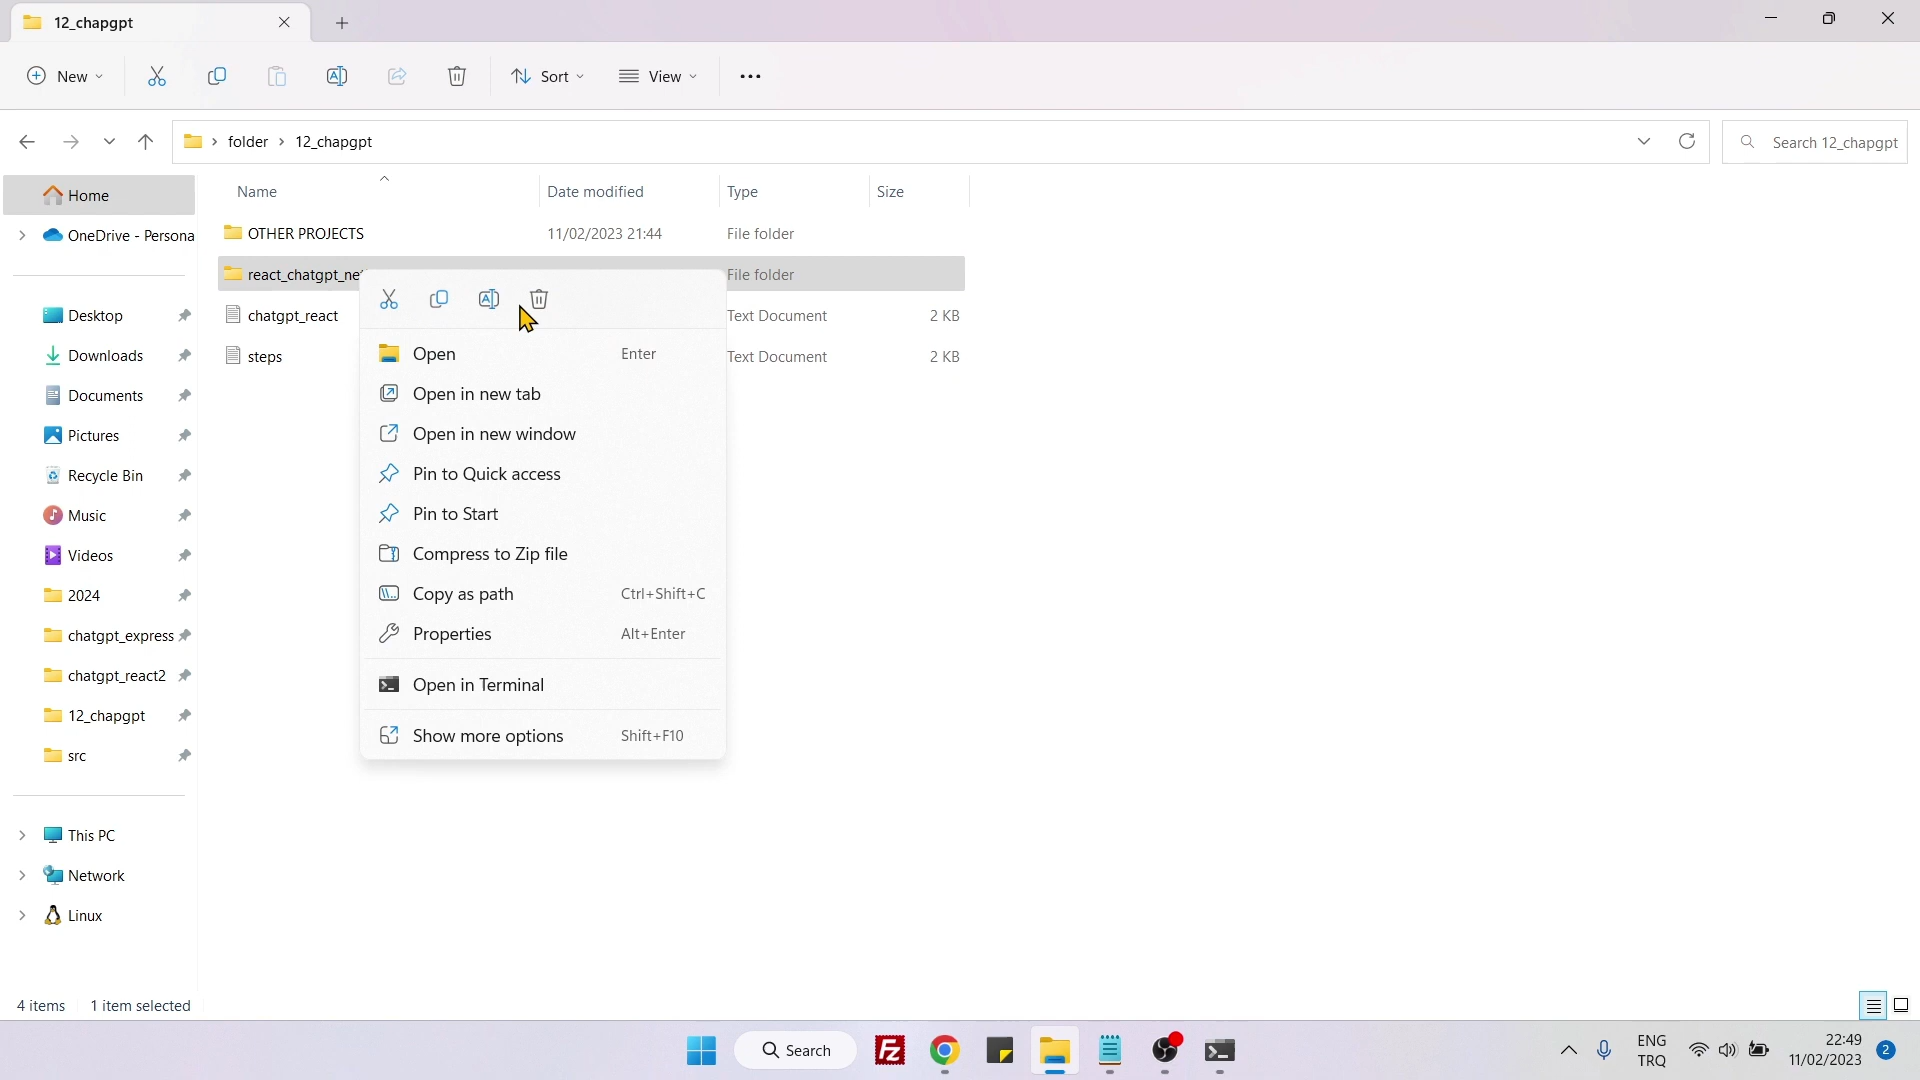 12_chapgpt
New
Sort
View
folder
12_chapgpt
Search 12_chapgpt
Name
Date modified
Type
Size
OTHER PROJECTS
11/02/2023 21:44
File folder
react_chatgpt_ne
File folder
chatgpt_react
Text Document
2 KB
steps
Text Document
2 KB
Home
OneDrive - Persona
Desktop
Downloads
Documents
Pictures
Recycle Bin
Music
Videos
2024
chatgpt_express
chatgpt_react2
12_chapgpt
src
This PC
Network
Linux
Open
Enter
Open in new tab
Open in new window
Pin to Quick access
Pin to Start
Compress to Zip file
Copy as path
Ctrl+Shift+C
Properties
Alt+Enter
Open in Terminal
Show more options
Shift+F10
4 items
1 item selected
Search
Fz
ENG
TRQ
22:49
11/02/2023
2